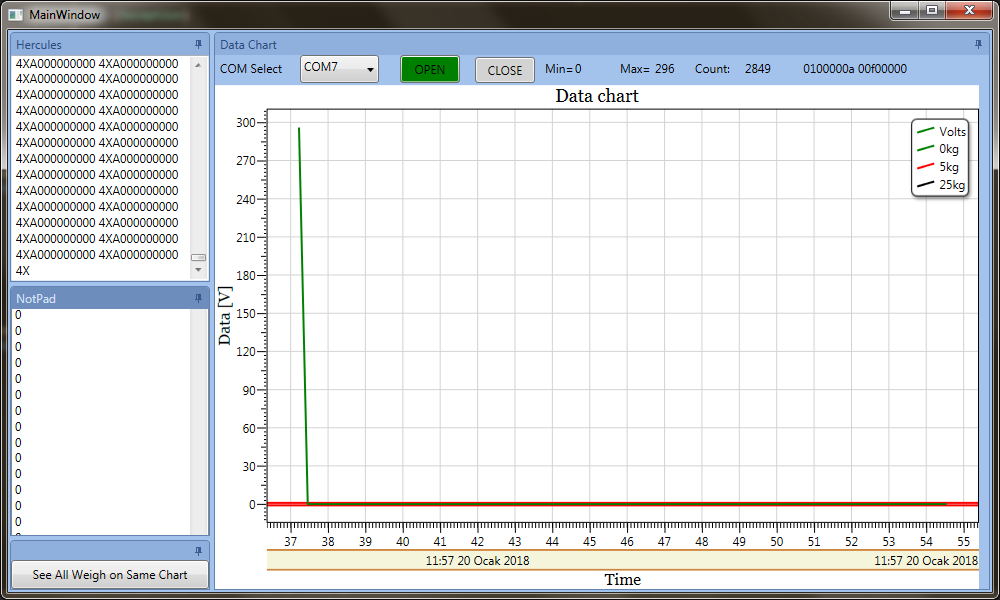 MainWindow
Hercules
4XA000000000 4XA000000000
4XA000000000 4XA000000000
4XA000000000 4XA000000000
4XA000000000 4XA000000000
4XA000000000 4XA000000000
4XA000000000 4XA000000000
4XA000000000 4XA000000000
4XA000000000 4XA000000000
4XA000000000 4XA000000000
4XA000000000 4XA000000000
4XA000000000 4XA000000000
4XA000000000 4XA000000000
4XA000000000 4XA000000000
4X
NotPad
0
0
0
0
0
0
0
0
0
0
0
0
0
0
See All Weigh on Same Chart
Data Chart
COM Select COM7 OPEN CLOSE Min= 0 Max= 296 Count: 2849 0100000a 00f00000
Data chart
Volts
0kg
5kg
25kg
Data [V]
300
270
240
210
180
150
120
90
60
30
0
37 38 39 40 41 42 43 44 45 46 47 48 49 50 51 52 53 54 55
11:57 20 Ocak 2018 11:57 20 Ocak 2018
Time